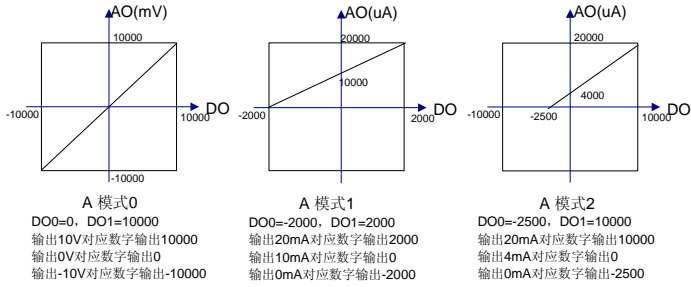 AO(mV)
10000
-10000
10000
DO
-10000
A 模式0
DO0=0，DO1=10000
输出10V对应数字输出10000
输出0V对应数字输出0
输出-10V对应数字输出-10000
AO(uA)
20000
10000
-2000
2000
DO
A 模式1
DO0=-2000，DO1=2000
输出20mA对应数字输出2000
输出10mA对应数字输出0
输出0mA对应数字输出-2000
AO(uA)
20000
4000
-10000
-2500
10000
DO
A 模式2
DO0=-2500，DO1=10000
输出20mA对应数字输出10000
输出4mA对应数字输出0
输出0mA对应数字输出-2500